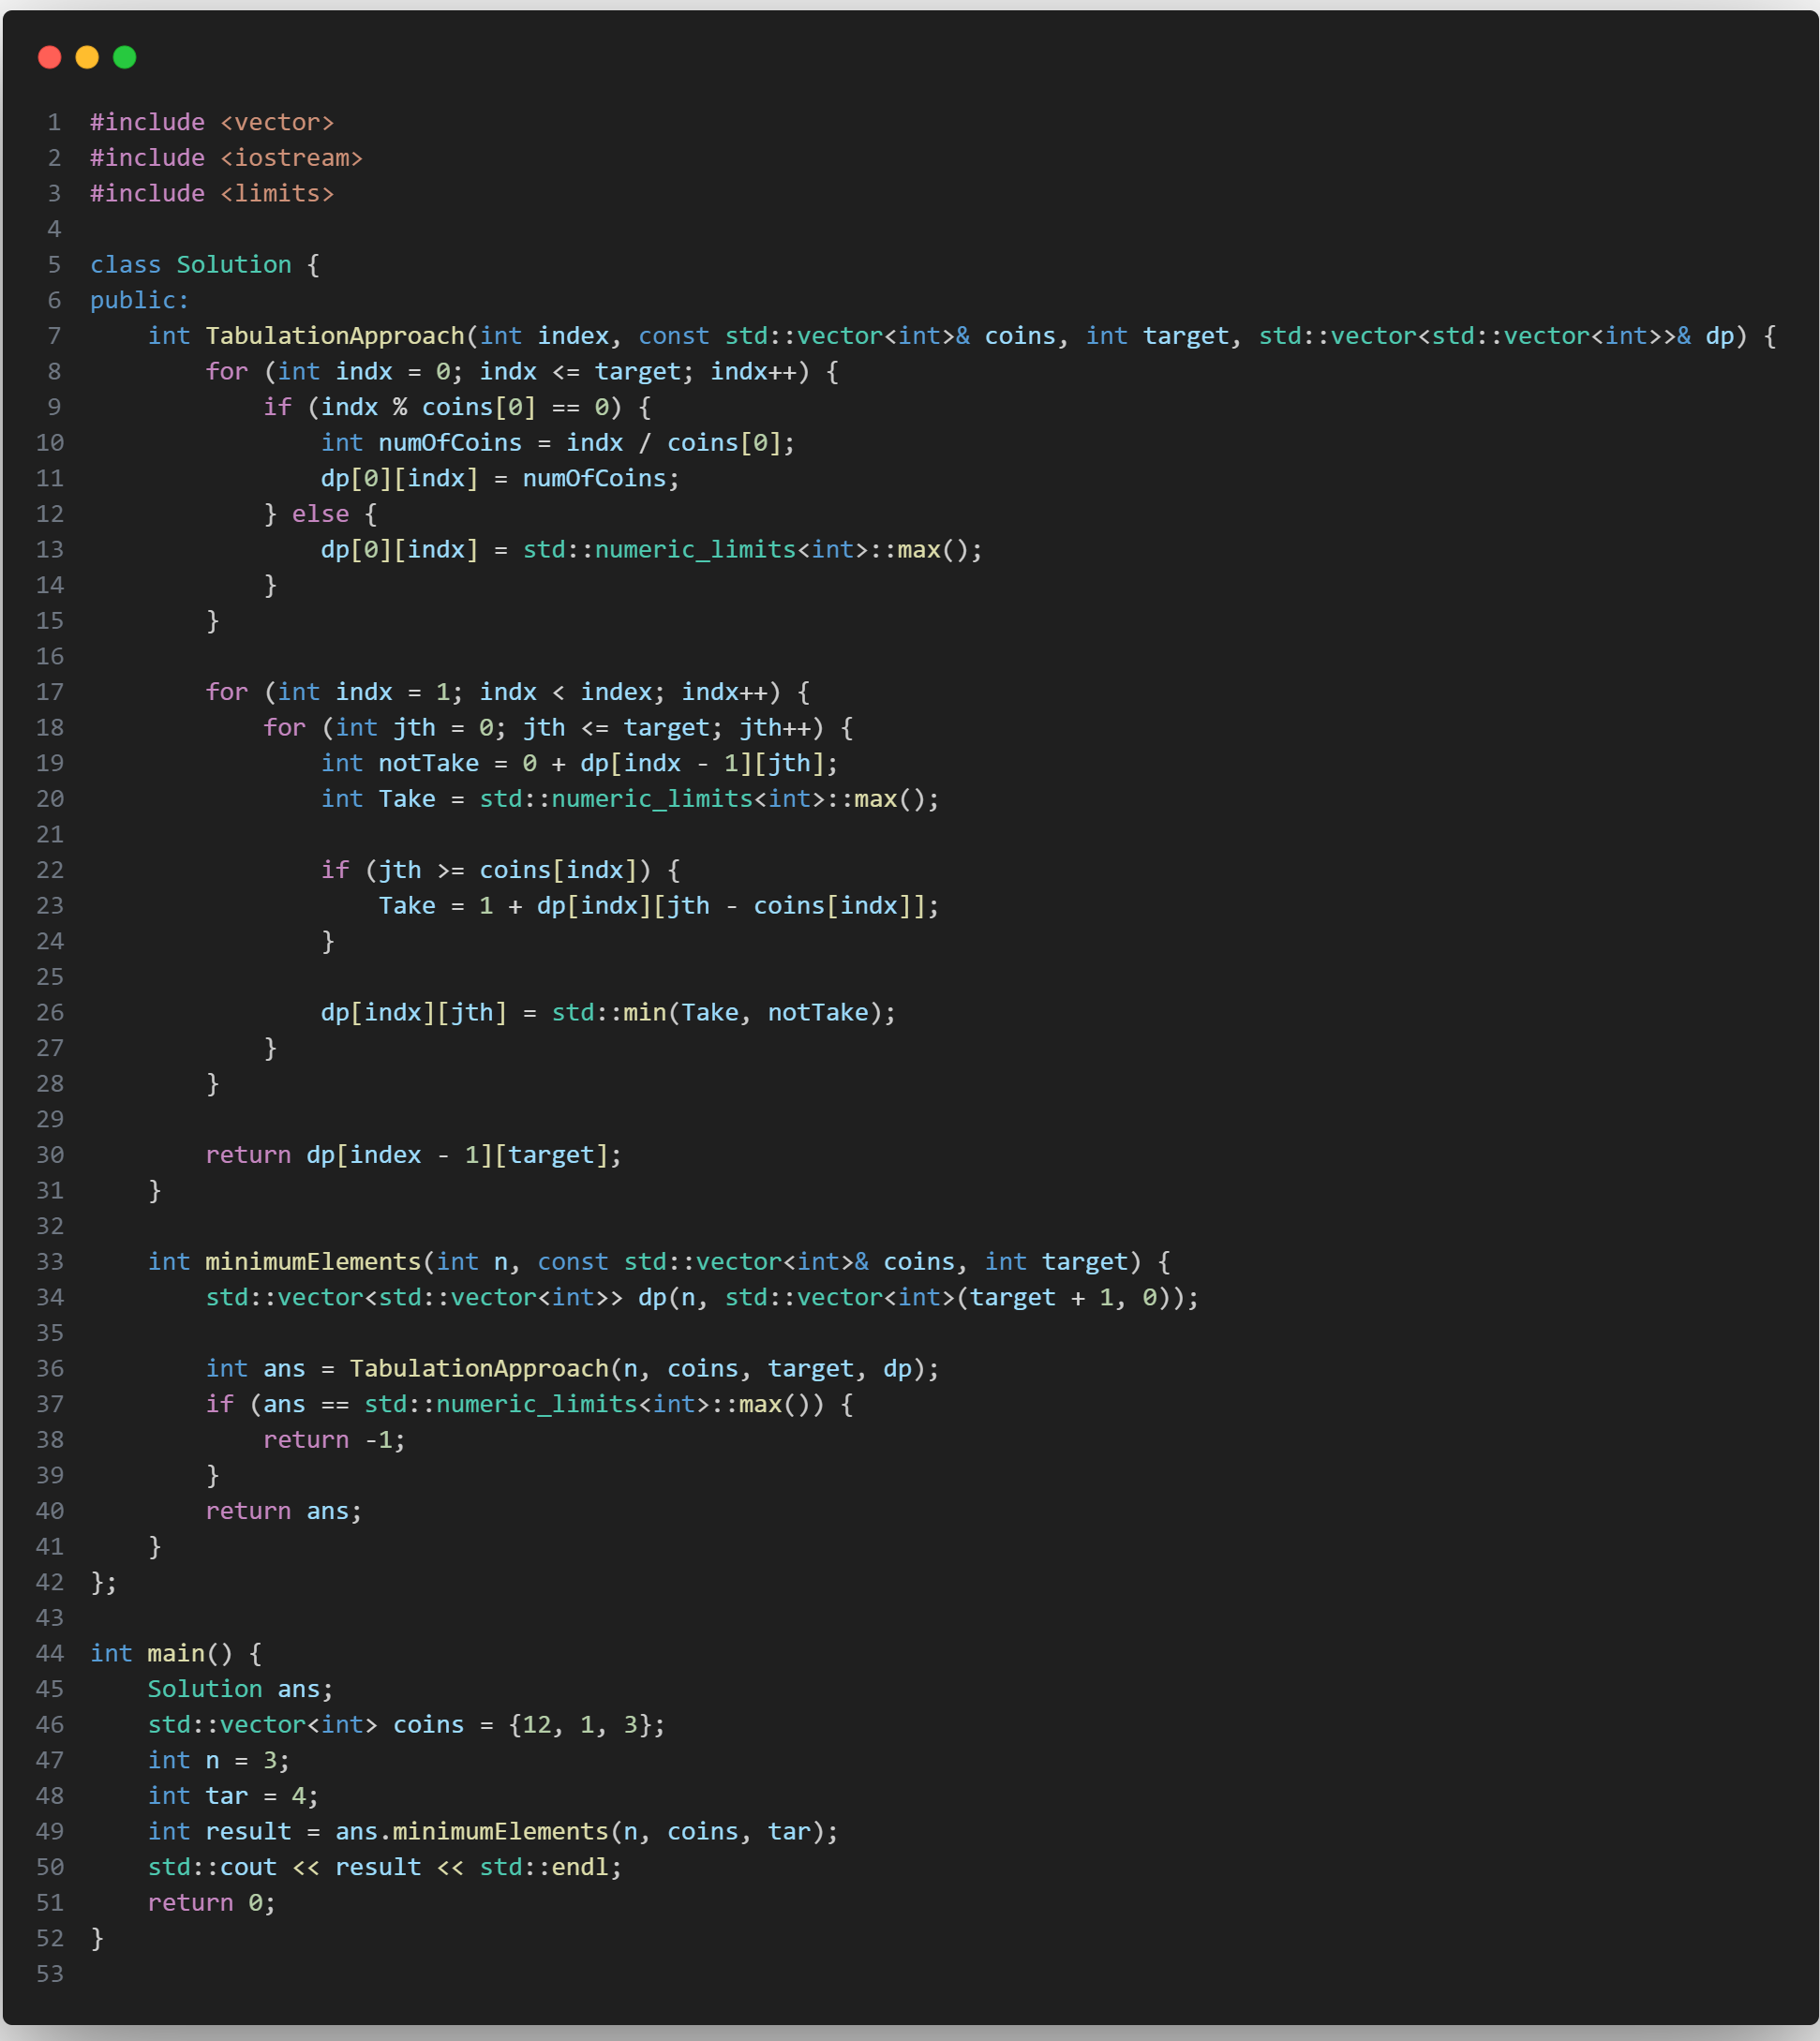 1 #include <vector>
2 #include <iostream>
3 #include <limits>
4
5 class Solution {
6 public:
7     int TabulationApproach(int index, const std::vector<int>& coins, int target, std::vector<std::vector<int>>& dp) {
8         for (int indx = 0; indx <= target; indx++) {
9             if (indx % coins[0] == 0) {
10                 int numOfCoins = indx / coins[0];
11                 dp[0][indx] = numOfCoins;
12             } else {
13                 dp[0][indx] = std::numeric_limits<int>::max();
14             }
15         }
16
17         for (int indx = 1; indx < index; indx++) {
18             for (int jth = 0; jth <= target; jth++) {
19                 int notTake = 0 + dp[indx - 1][jth];
20                 int Take = std::numeric_limits<int>::max();
21
22                 if (jth >= coins[indx]) {
23                     Take = 1 + dp[indx][jth - coins[indx]];
24                 }
25
26                 dp[indx][jth] = std::min(Take, notTake);
27             }
28         }
29
30         return dp[index - 1][target];
31     }
32
33     int minimumElements(int n, const std::vector<int>& coins, int target) {
34         std::vector<std::vector<int>> dp(n, std::vector<int>(target + 1, 0));
35
36         int ans = TabulationApproach(n, coins, target, dp);
37         if (ans == std::numeric_limits<int>::max()) {
38             return -1;
39         }
40         return ans;
41     }
42 };
43
44 int main() {
45     Solution ans;
46     std::vector<int> coins = {12, 1, 3};
47     int n = 3;
48     int tar = 4;
49     int result = ans.minimumElements(n, coins, tar);
50     std::cout << result << std::endl;
51     return 0;
52 }
53